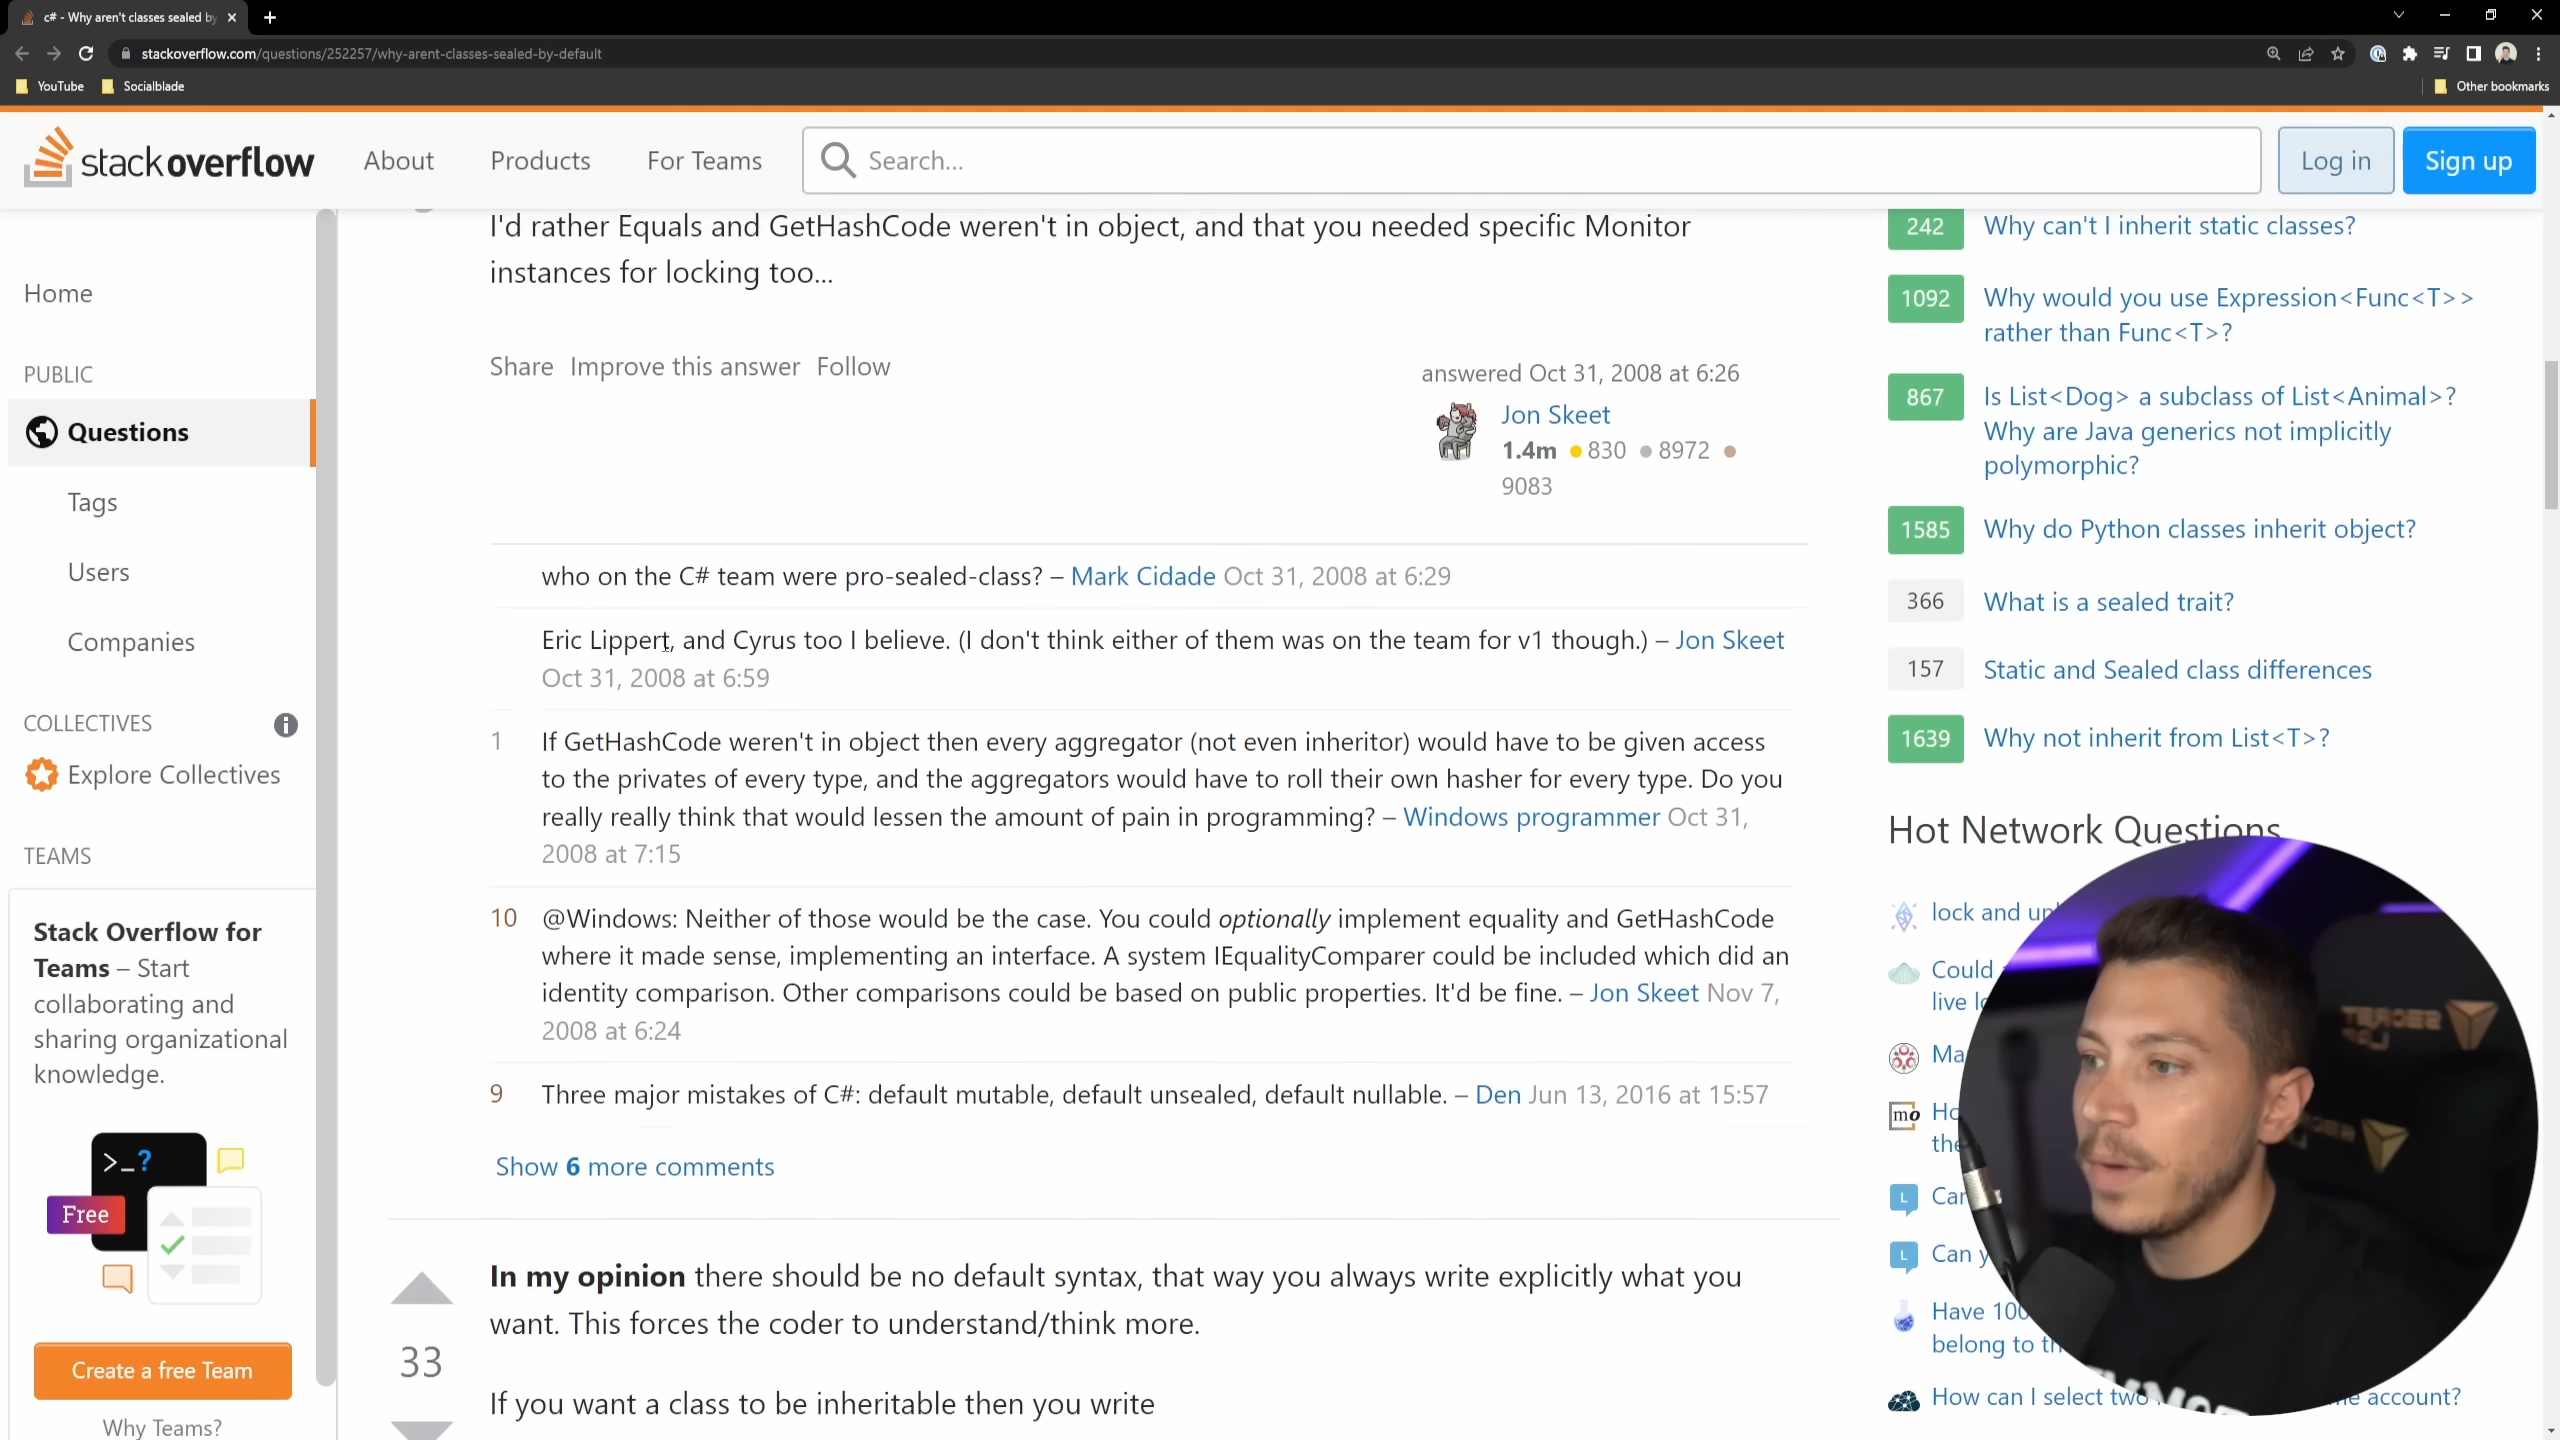 c# - Why aren't classes sealed by
stackoverflow.com/questions/252257/why-arent-classes-sealed-by-default
YouTube
Socialblade
Other bookmarks
stackoverflow
About
Products
For Teams
Search...
Log in
Sign up
Home
PUBLIC
Questions
Tags
Users
Companies
COLLECTIVES
Explore Collectives
TEAMS
Stack Overflow for
Teams – Start
collaborating and
sharing organizational
knowledge.
>_?
Free
Create a free Team
Why Teams?
I'd rather Equals and GetHashCode weren't in object, and that you needed specific Monitor
instances for locking too...
Share Improve this answer Follow
answered Oct 31, 2008 at 6:26
Jon Skeet
1.4m 830 8972
9083
who on the C# team were pro-sealed-class? – Mark Cidade Oct 31, 2008 at 6:29
Eric Lippert, and Cyrus too I believe. (I don't think either of them was on the team for v1 though.) – Jon Skeet
Oct 31, 2008 at 6:59
1 If GetHashCode weren't in object then every aggregator (not even inheritor) would have to be given access
to the privates of every type, and the aggregators would have to roll their own hasher for every type. Do you
really really think that would lessen the amount of pain in programming? – Windows programmer Oct 31,
2008 at 7:15
10 @Windows: Neither of those would be the case. You could optionally implement equality and GetHashCode
where it made sense, implementing an interface. A system IEqualityComparer could be included which did an
identity comparison. Other comparisons could be based on public properties. It'd be fine. – Jon Skeet Nov 7,
2008 at 6:24
9 Three major mistakes of C#: default mutable, default unsealed, default nullable. – Den Jun 13, 2016 at 15:57
Show 6 more comments
33
In my opinion there should be no default syntax, that way you always write explicitly what you
want. This forces the coder to understand/think more.
If you want a class to be inheritable then you write
242 Why can't I inherit static classes?
1092 Why would you use Expression<Func<T>>
rather than Func<T>?
867 Is List<Dog> a subclass of List<Animal>?
Why are Java generics not implicitly
polymorphic?
1585 Why do Python classes inherit object?
366 What is a sealed trait?
157 Static and Sealed class differences
1639 Why not inherit from List<T>?
Hot Network Questions
lock and
Could
live
mo
the
L
L Can
Have
belong to
How can I select two
account?